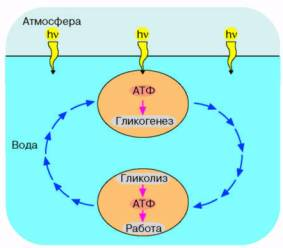 Атмосфера
hν hν hν
АТФ
Гликогенез
Вода
Гликолиз
АТФ
Работа